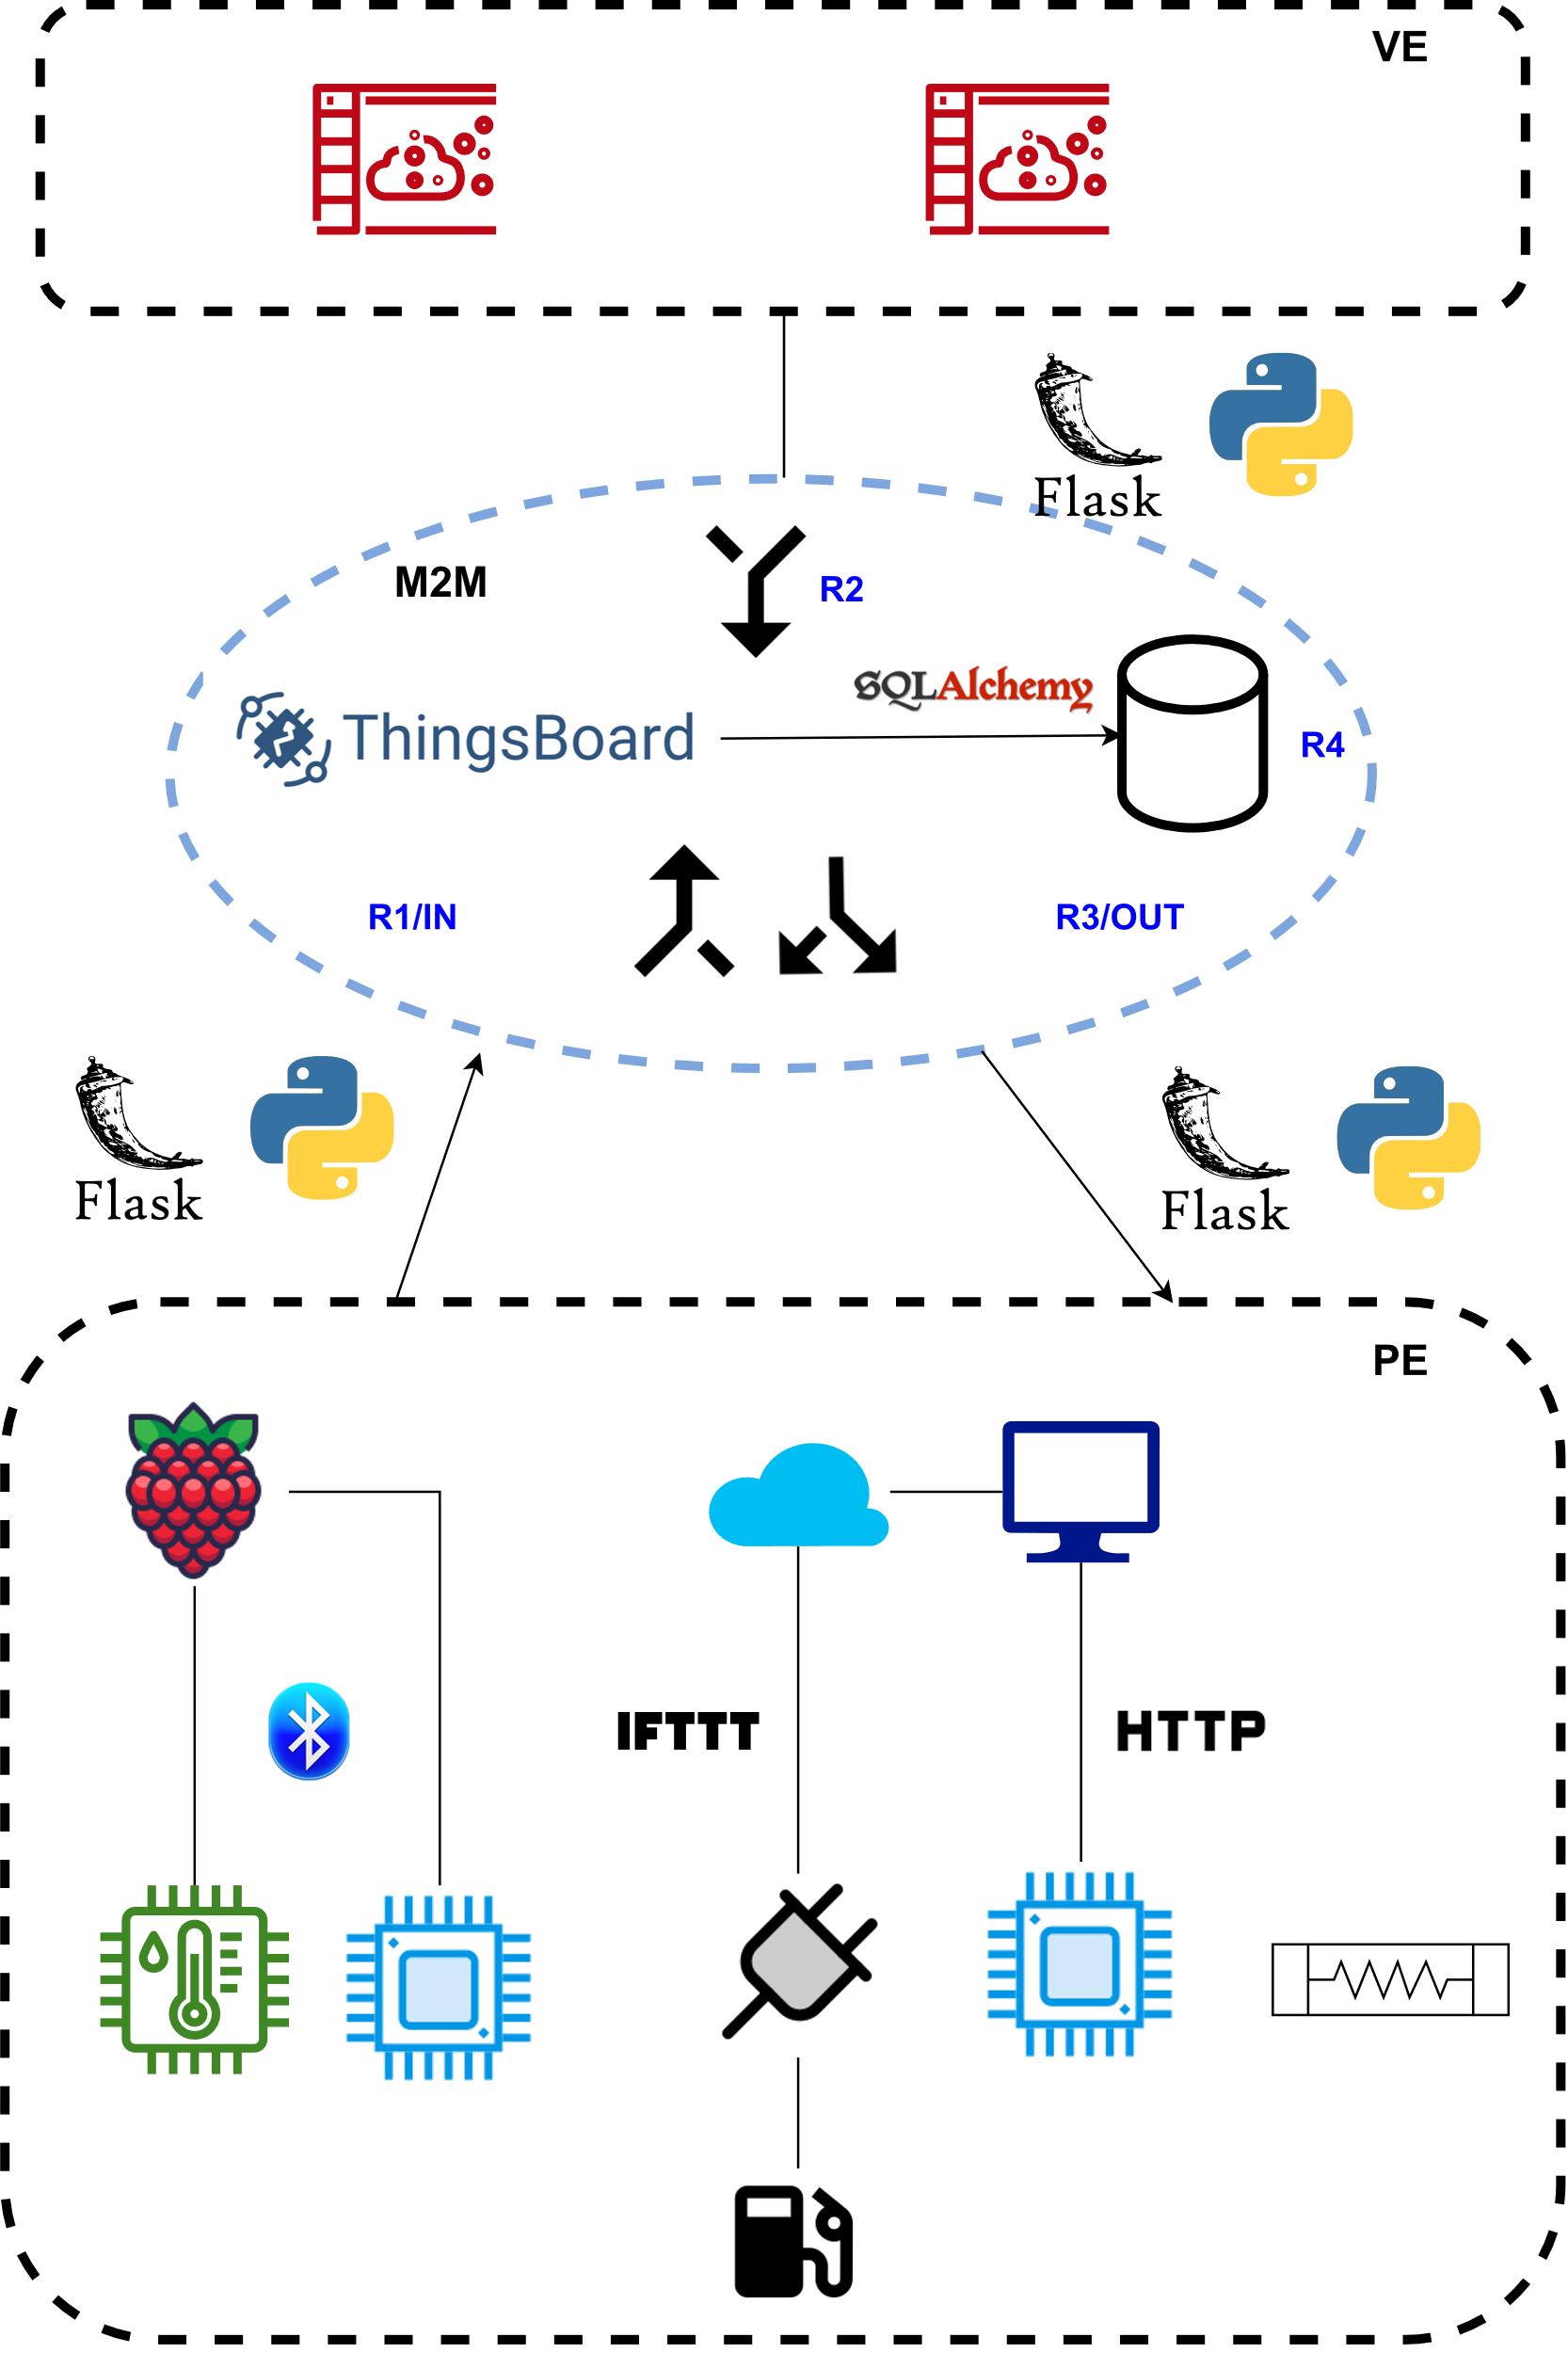 VE
Flask
M2M
R2
SQLAlchemy
ThingsBoard
R4
R1/IN
R3/OUT
Flask
Flask
PE
IFTTT
HTTP